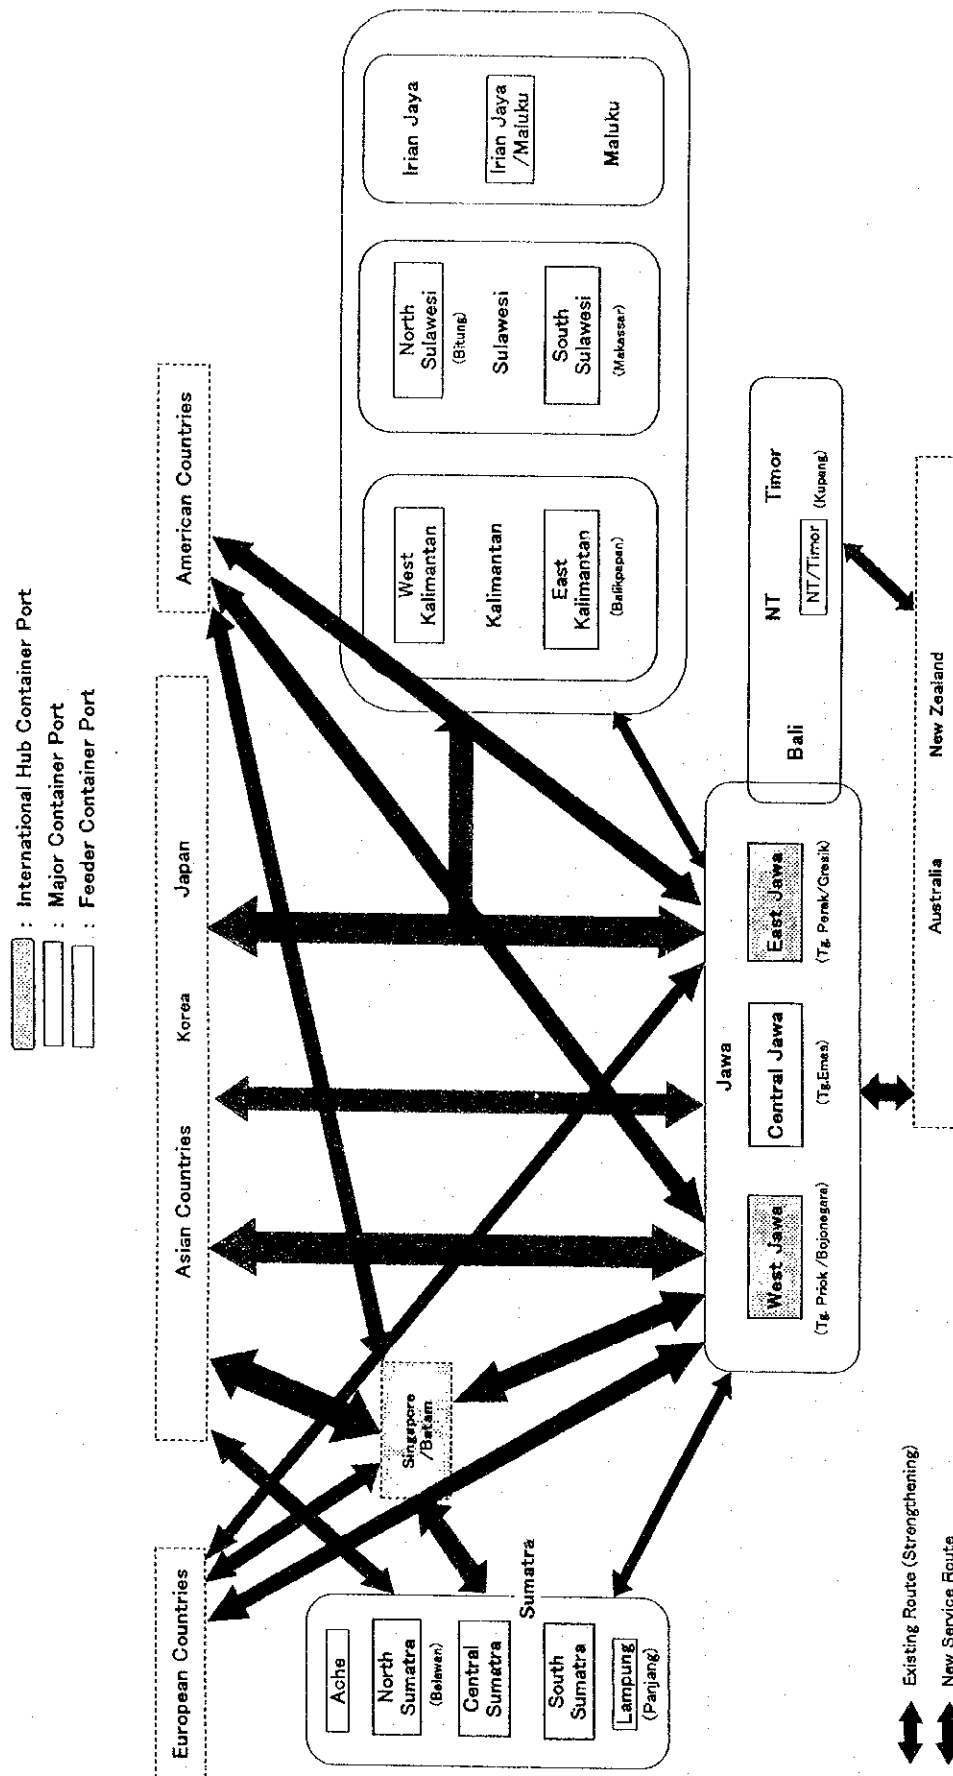 : International Hub Container Port
: Major Container Port
: Feeder Container Port
European Countries
Asian Countries
Korea
Japan
American Countries
Singapore
/Batam
Ache
North
Sumatra
(Belawan)
Central
Sumatra
South
Sumatra
Lampung
(Panjang)
Sumatra
West
Kalimantan
Kalimantan
East
Kalimantan
(Balikpapan)
North
Sulawesi
(Bitung)
Sulawesi
South
Sulawesi
(Makassar)
Irian Jaya
Irian Jaya
/Maluku
Maluku
Jawa
West Jawa
(Tg. Priok /Bojonegara)
Central Jawa
(Tg.Emas)
East Jawa
(Tg. Perak/Gresik)
Bali
NT
Timor
NT/Timor
(Kupang)
Australia
New Zealand
Existing Route (Strengthening)
New Service Route